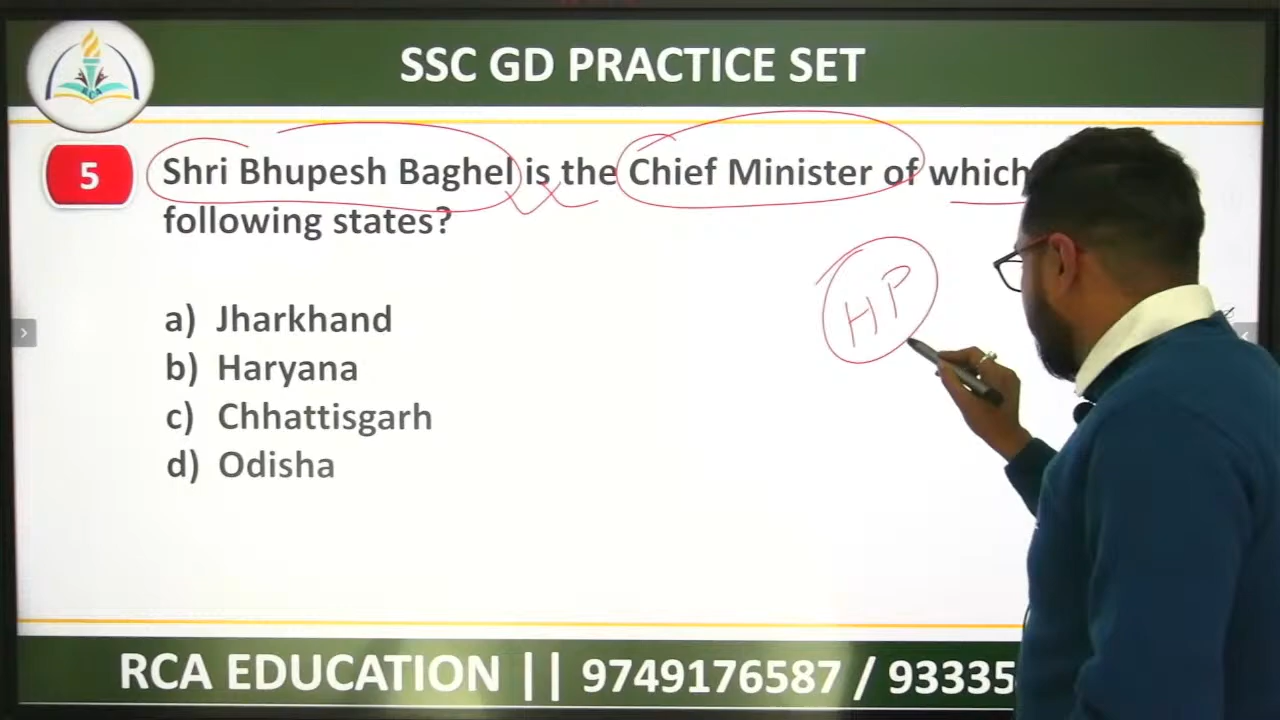 SSC GD PRACTICE SET
5
Shri Bhupesh Baghel is the Chief Minister of which
following states?
HP
a) Jharkhand
b) Haryana
c) Chhattisgarh
d) Odisha
RCA EDUCATION || 9749176587 / 93335